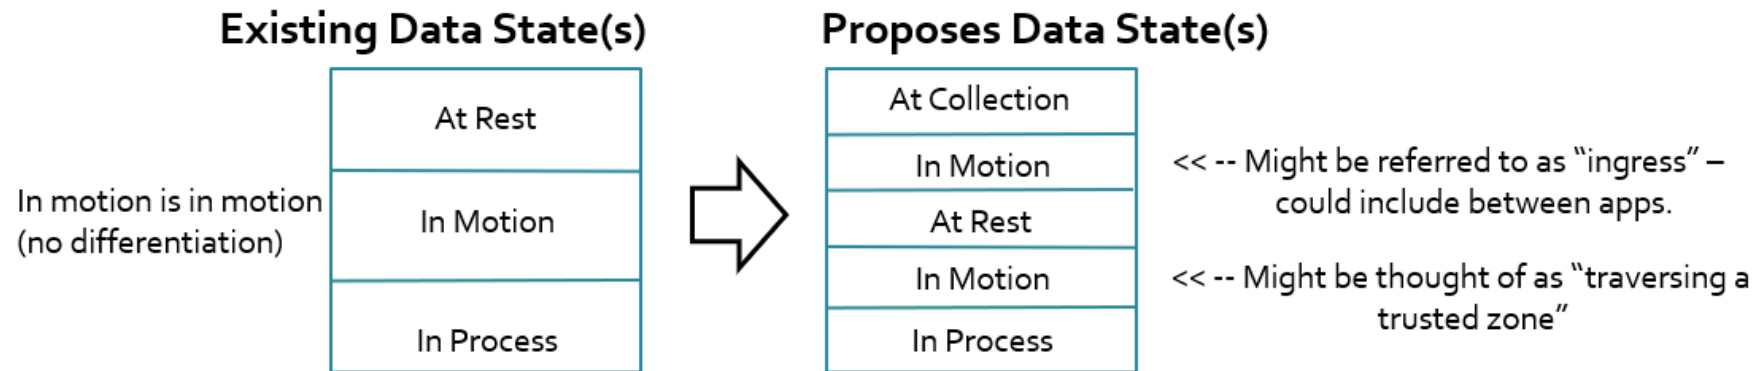 Existing Data State(s)
At Rest
In motion is in motion
(no differentiation)
In Motion
In Process
Proposes Data State(s)
At Collection
In Motion
<< -- Might be referred to as “ingress” –
could include between apps.
At Rest
In Motion
<< -- Might be thought of as “traversing a
trusted zone”
In Process